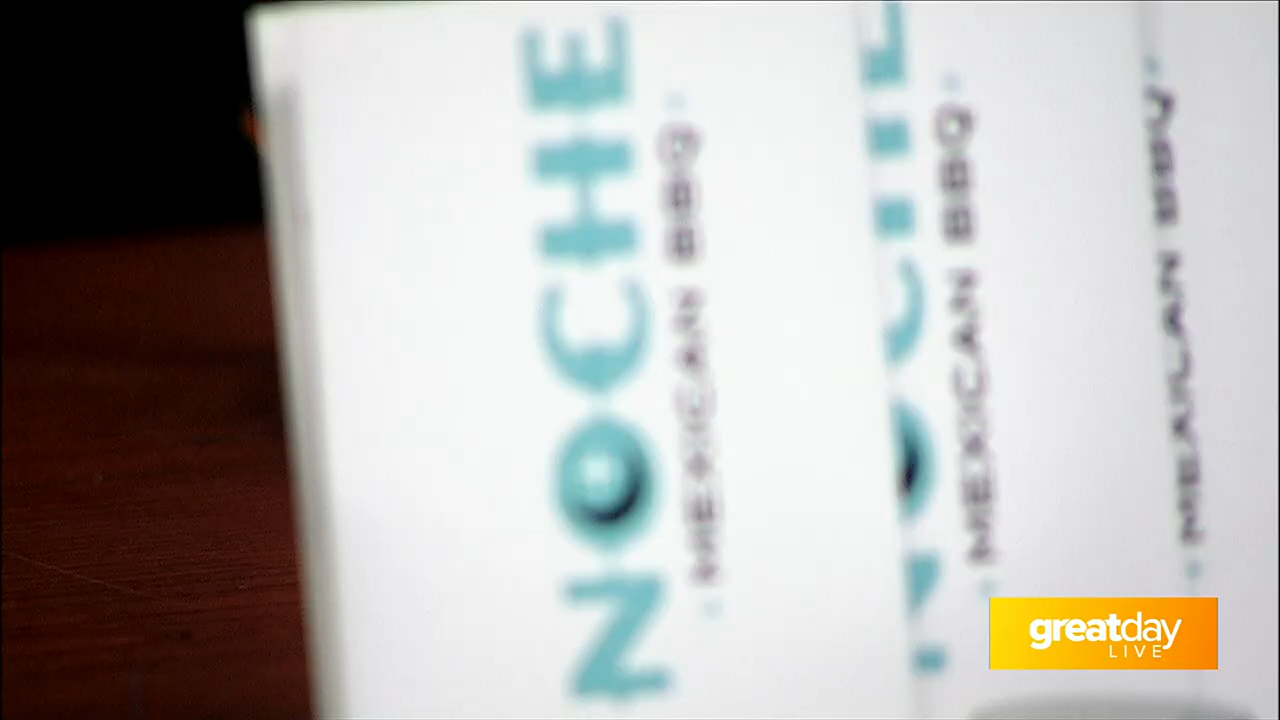 NOCHE
MEXICAN BBQ
NOCHE
MEXICAN BBQ
MEXICAN BBQ
greatday
LIVE